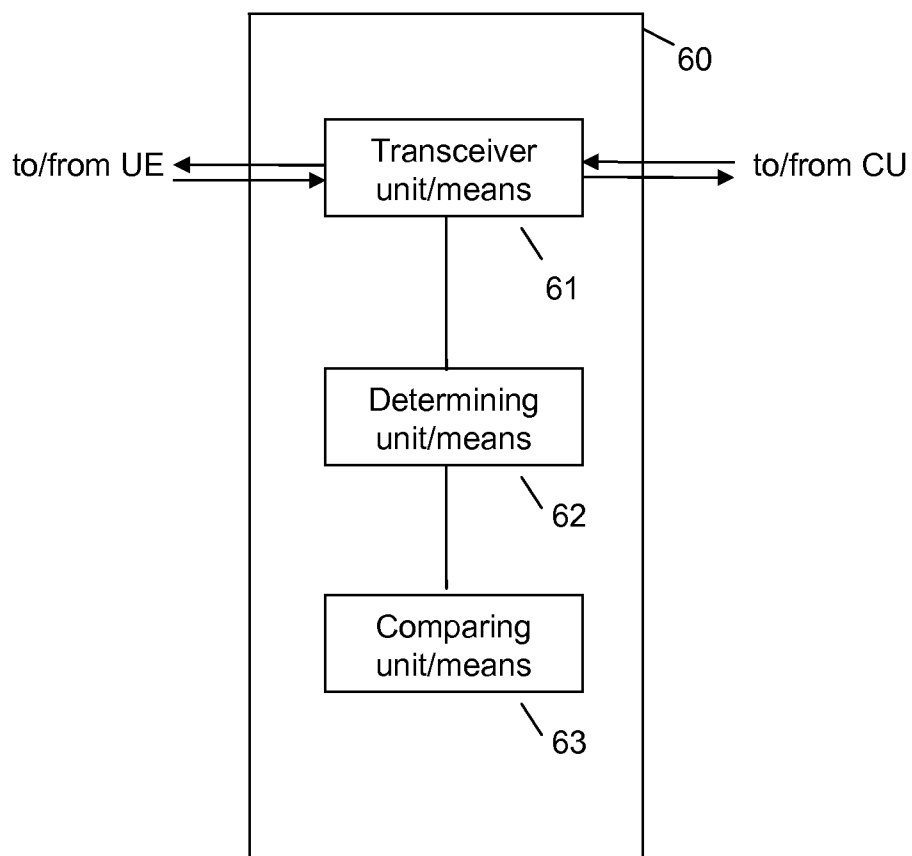 60
to/from UE
Transceiver
unit/means
to/from CU
61
Determining
unit/means
62
Comparing
unit/means
63